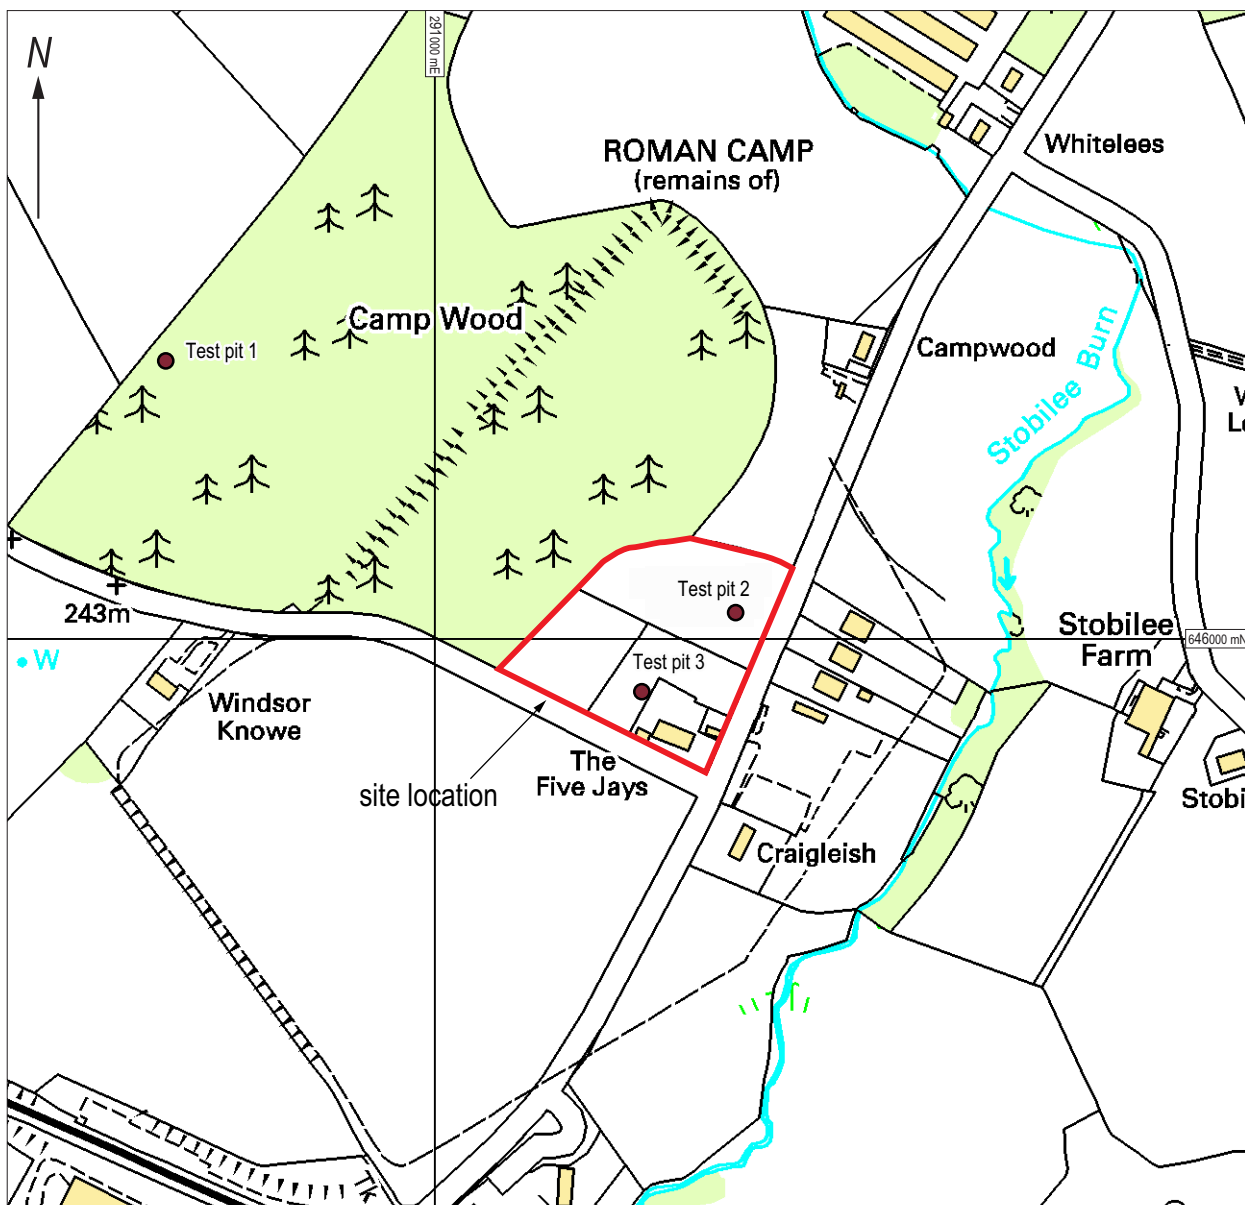 N
291000 mE
ROMAN CAMP
(remains of)
Whitelees
Camp Wood
Test pit 1
Campwood
Stobilee Burn
243m
W
Test pit 2
Test pit 3
646000 mN
Stobilee
Farm
Windsor
Knowe
The
Five Jays
site location
Craigleish
Stobi